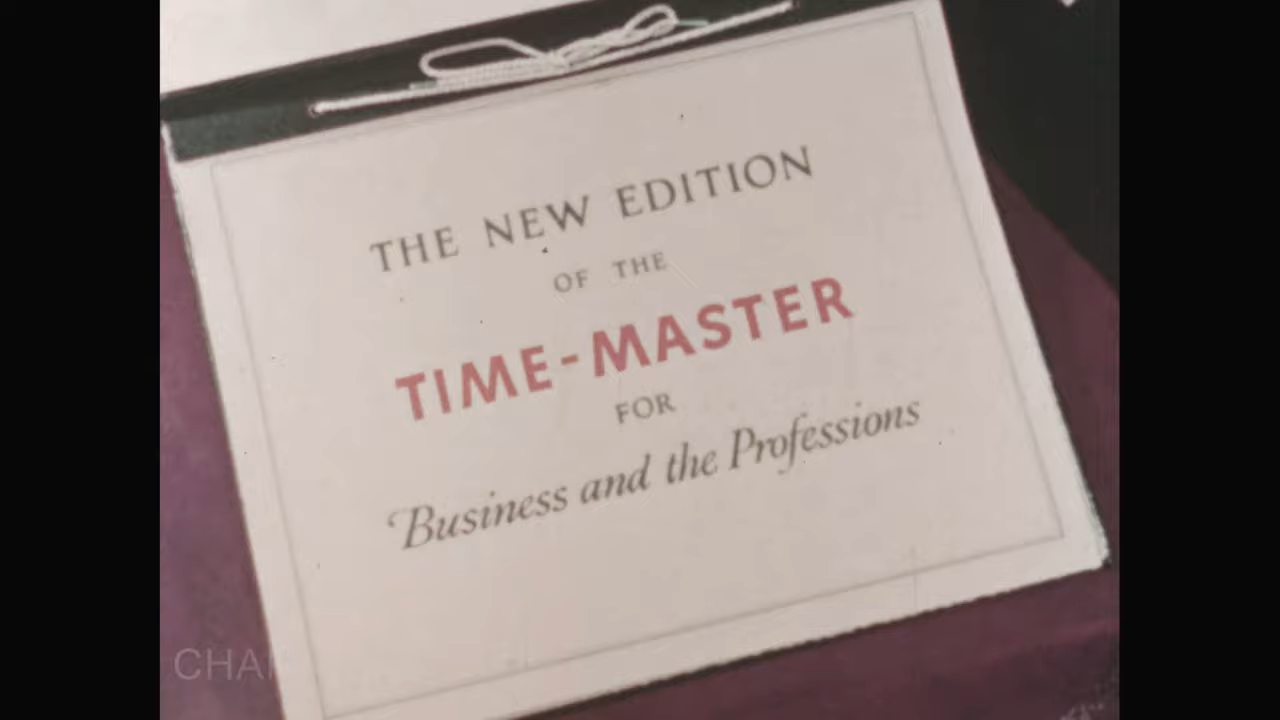 THE NEW EDITION
OF THE
TIME-MASTER
FOR
Business and the Professions